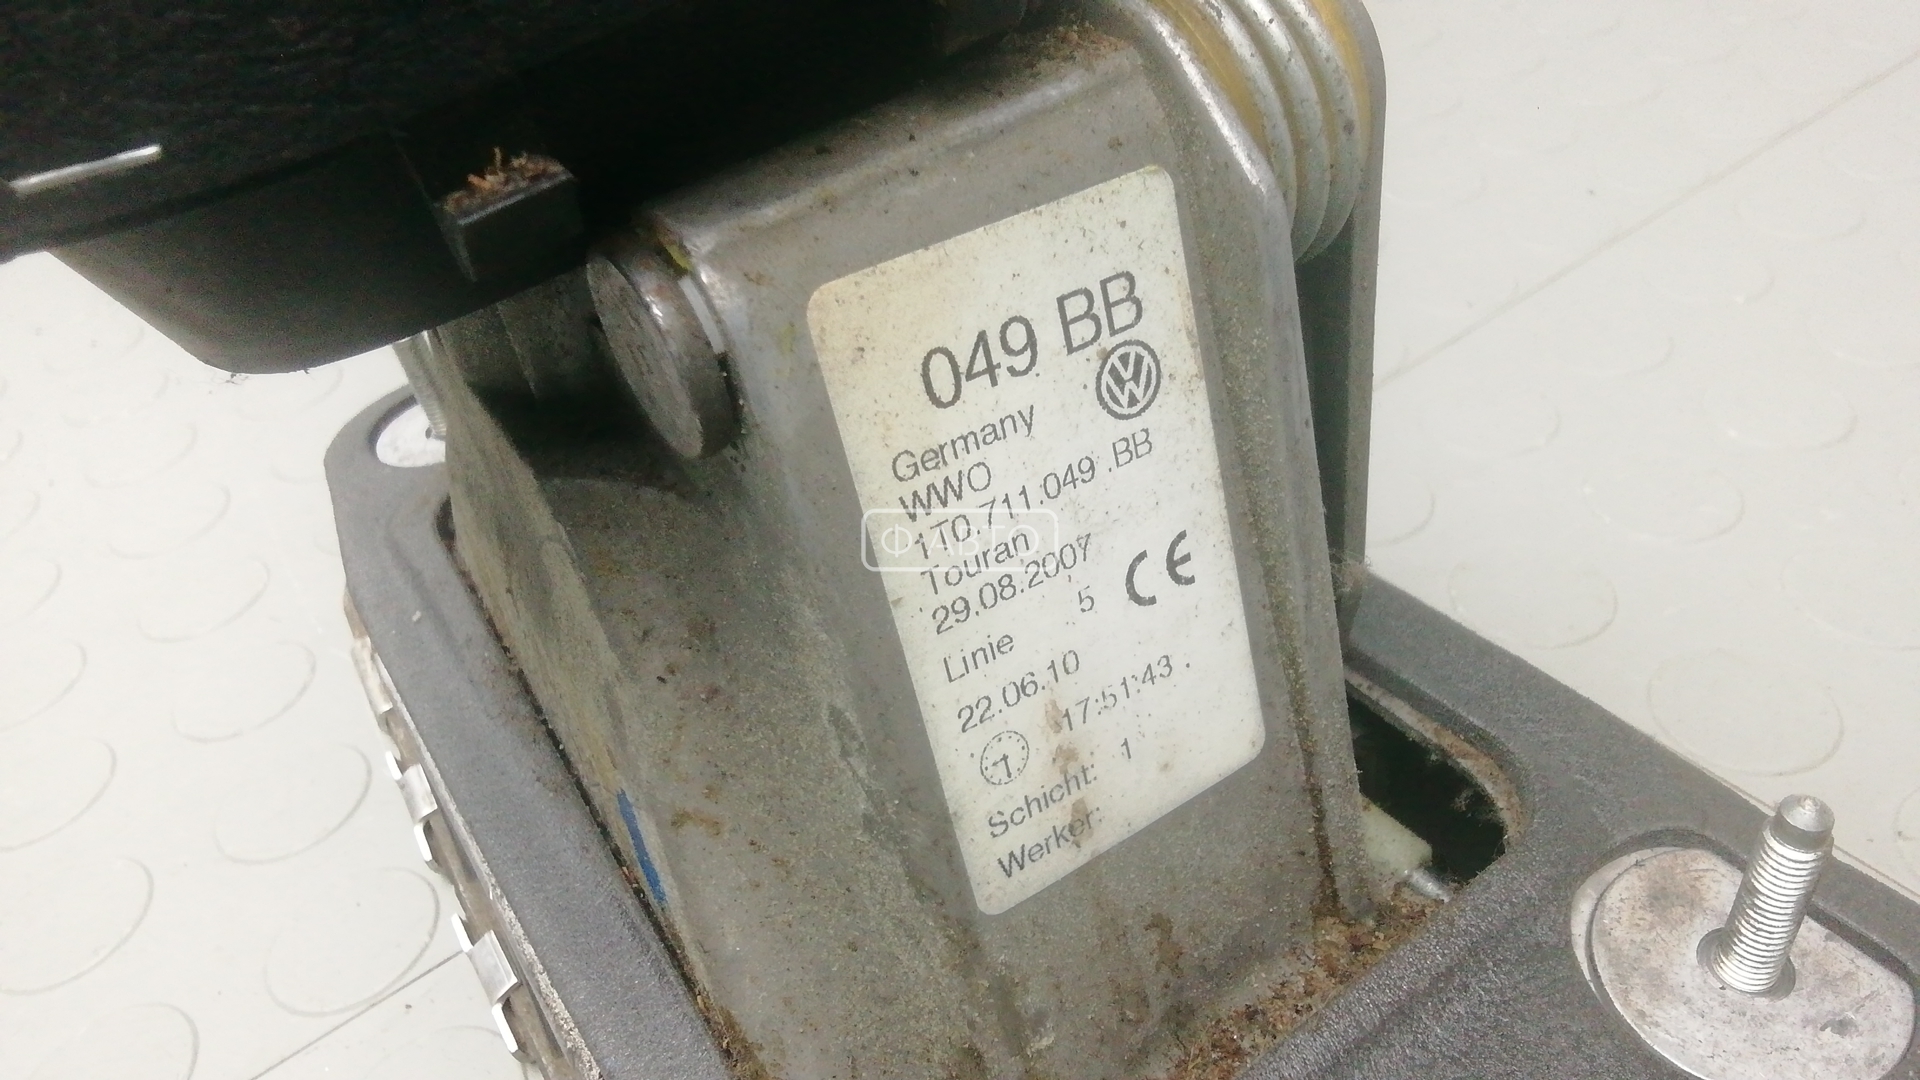 049 BB
Germany
WWO
1T0.711.049 .BB
Touran
29.08.2007
Linie 5 CE
22.06.10
17:51:43 .
Schicht: 1
Werker:
ФИАВТО